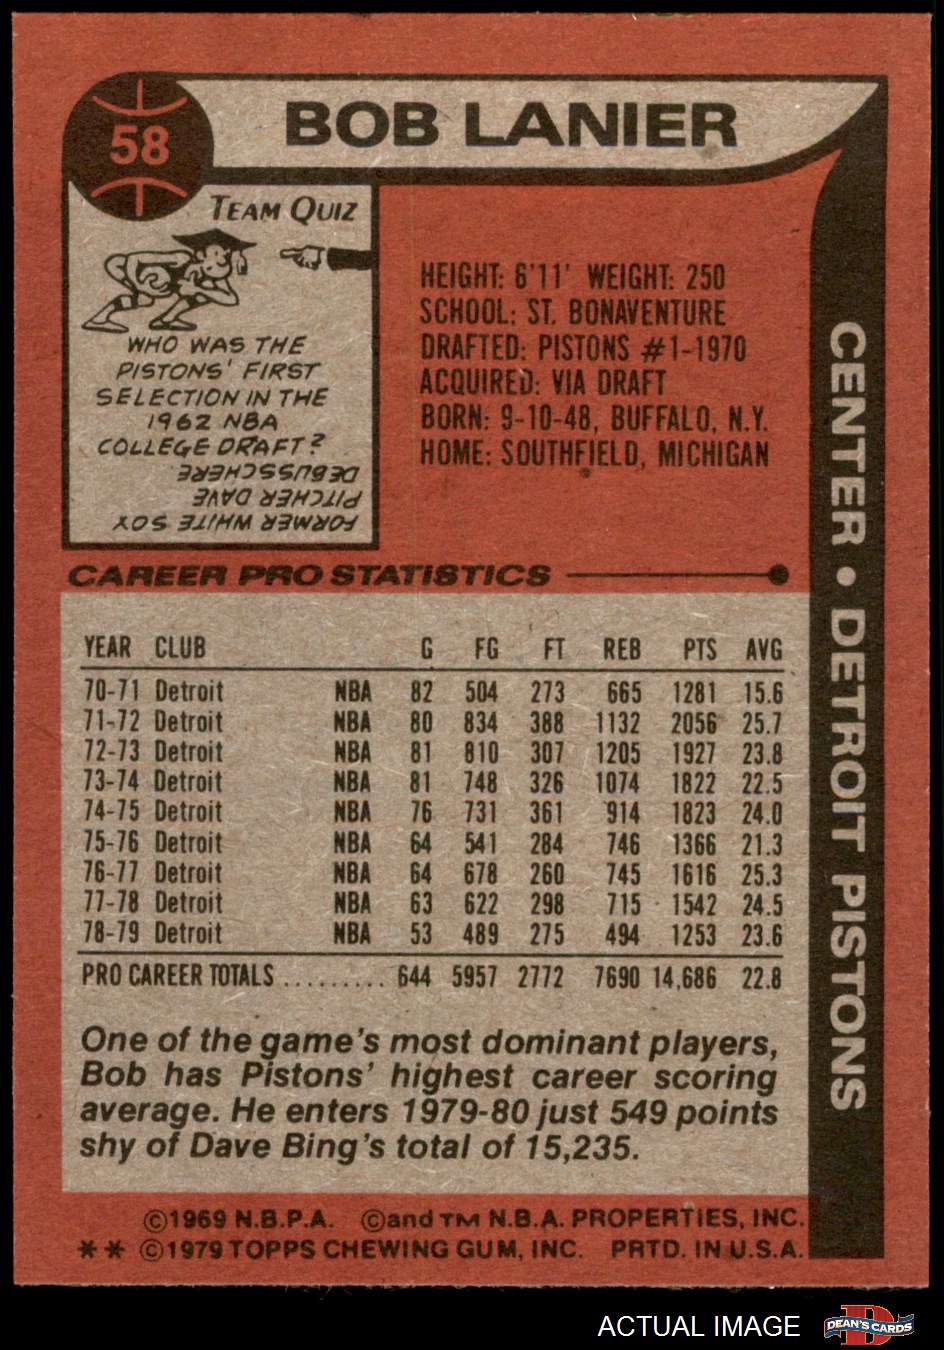 58
BOB LANIER
TEAM QUIZ
WHO WAS THE
PISTONS' FIRST
SELECTION IN THE
1962 NBA
COLLEGE DRAFT?
FORMER WHITE SOX
PITCHER DAVE
DEBUSSCHERE
HEIGHT: 6'11' WEIGHT: 250
SCHOOL: ST. BONAVENTURE
DRAFTED: PISTONS #1-1970
ACQUIRED: VIA DRAFT
BORN: 9-10-48, BUFFALO, N.Y.
HOME: SOUTHFIELD, MICHIGAN
CENTER • DETROIT PISTONS
CAREER PRO STATISTICS
YEAR CLUB G FG FT REB PTS AVG
70-71 Detroit NBA 82 504 273 665 1281 15.6
71-72 Detroit NBA 80 834 388 1132 2056 25.7
72-73 Detroit NBA 81 810 307 1205 1927 23.8
73-74 Detroit NBA 81 748 326 1074 1822 22.5
74-75 Detroit NBA 76 731 361 914 1823 24.0
75-76 Detroit NBA 64 541 284 746 1366 21.3
76-77 Detroit NBA 64 678 260 745 1616 25.3
77-78 Detroit NBA 63 622 298 715 1542 24.5
78-79 Detroit NBA 53 489 275 494 1253 23.6
PRO CAREER TOTALS .......... 644 5957 2772 7690 14,686 22.8
One of the game's most dominant players,
Bob has Pistons' highest career scoring
average. He enters 1979-80 just 549 points
shy of Dave Bing's total of 15,235.
©1969 N.B.P.A. ©and TM N.B.A. PROPERTIES, INC.
** ©1979 TOPPS CHEWING GUM, INC. PRTD. IN U.S.A.
ACTUAL IMAGE
D
DEAN'S CARDS